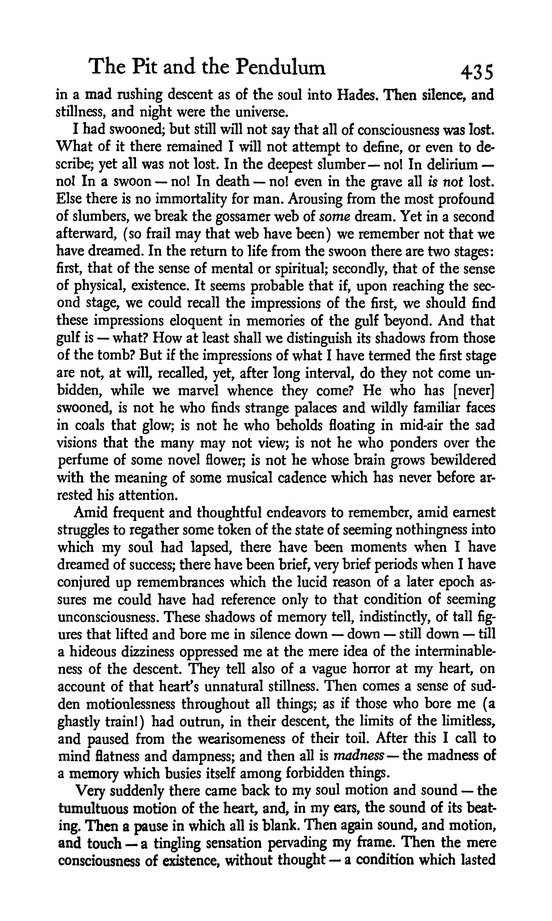 The Pit and the Pendulum 435
in a mad rushing descent as of the soul into Hades. Then silence, and
stillness, and night were the universe.
I had swooned; but still will not say that all of consciousness was lost.
What of it there remained I will not attempt to define, or even to de-
scribe; yet all was not lost. In the deepest slumber — no! In delirium —
no! In a swoon — no! In death — no! even in the grave all is not lost.
Else there is no immortality for man. Arousing from the most profound
of slumbers, we break the gossamer web of some dream. Yet in a second
afterward, (so frail may that web have been) we remember not that we
have dreamed. In the return to life from the swoon there are two stages:
first, that of the sense of mental or spiritual; secondly, that of the sense
of physical, existence. It seems probable that if, upon reaching the sec-
ond stage, we could recall the impressions of the first, we should find
these impressions eloquent in memories of the gulf beyond. And that
gulf is — what? How at least shall we distinguish its shadows from those
of the tomb? But if the impressions of what I have termed the first stage
are not, at will, recalled, yet, after long interval, do they not come un-
bidden, while we marvel whence they come? He who has [never]
swooned, is not he who finds strange palaces and wildly familiar faces
in coals that glow; is not he who beholds floating in mid-air the sad
visions that the many may not view; is not he who ponders over the
perfume of some novel flower; is not he whose brain grows bewildered
with the meaning of some musical cadence which has never before ar-
rested his attention.
Amid frequent and thoughtful endeavors to remember, amid earnest
struggles to regather some token of the state of seeming nothingness into
which my soul had lapsed, there have been moments when I have
dreamed of success; there have been brief, very brief periods when I have
conjured up remembrances which the lucid reason of a later epoch as-
sures me could have had reference only to that condition of seeming
unconsciousness. These shadows of memory tell, indistinctly, of tall fig-
ures that lifted and bore me in silence down — down — still down — till
a hideous dizziness oppressed me at the mere idea of the interminable-
ness of the descent. They tell also of a vague horror at my heart, on
account of that heart's unnatural stillness. Then comes a sense of sud-
den motionlessness throughout all things; as if those who bore me (a
ghastly train!) had outrun, in their descent, the limits of the limitless,
and paused from the wearisomeness of their toil. After this I call to
mind flatness and dampness; and then all is madness — the madness of
a memory which busies itself among forbidden things.
Very suddenly there came back to my soul motion and sound — the
tumultuous motion of the heart, and, in my ears, the sound of its beat-
ing. Then a pause in which all is blank. Then again sound, and motion,
and touch — a tingling sensation pervading my frame. Then the mere
consciousness of existence, without thought — a condition which lasted